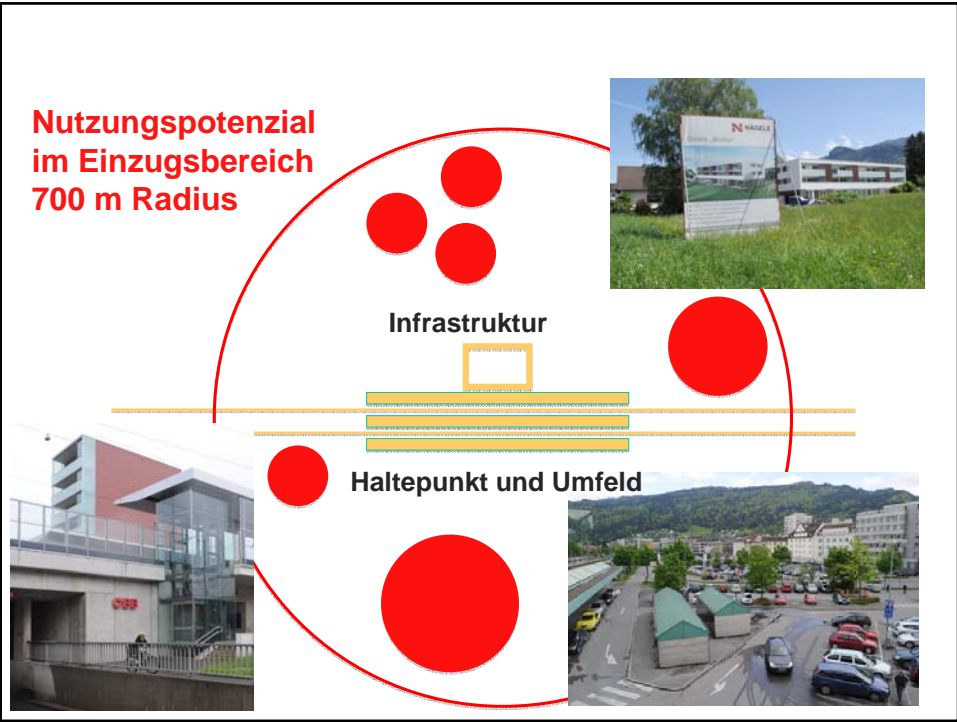 Nutzungspotenzial
im Einzugsbereich
700 m Radius
NÄGELE
Infrastruktur
Haltepunkt und Umfeld
ÖBB